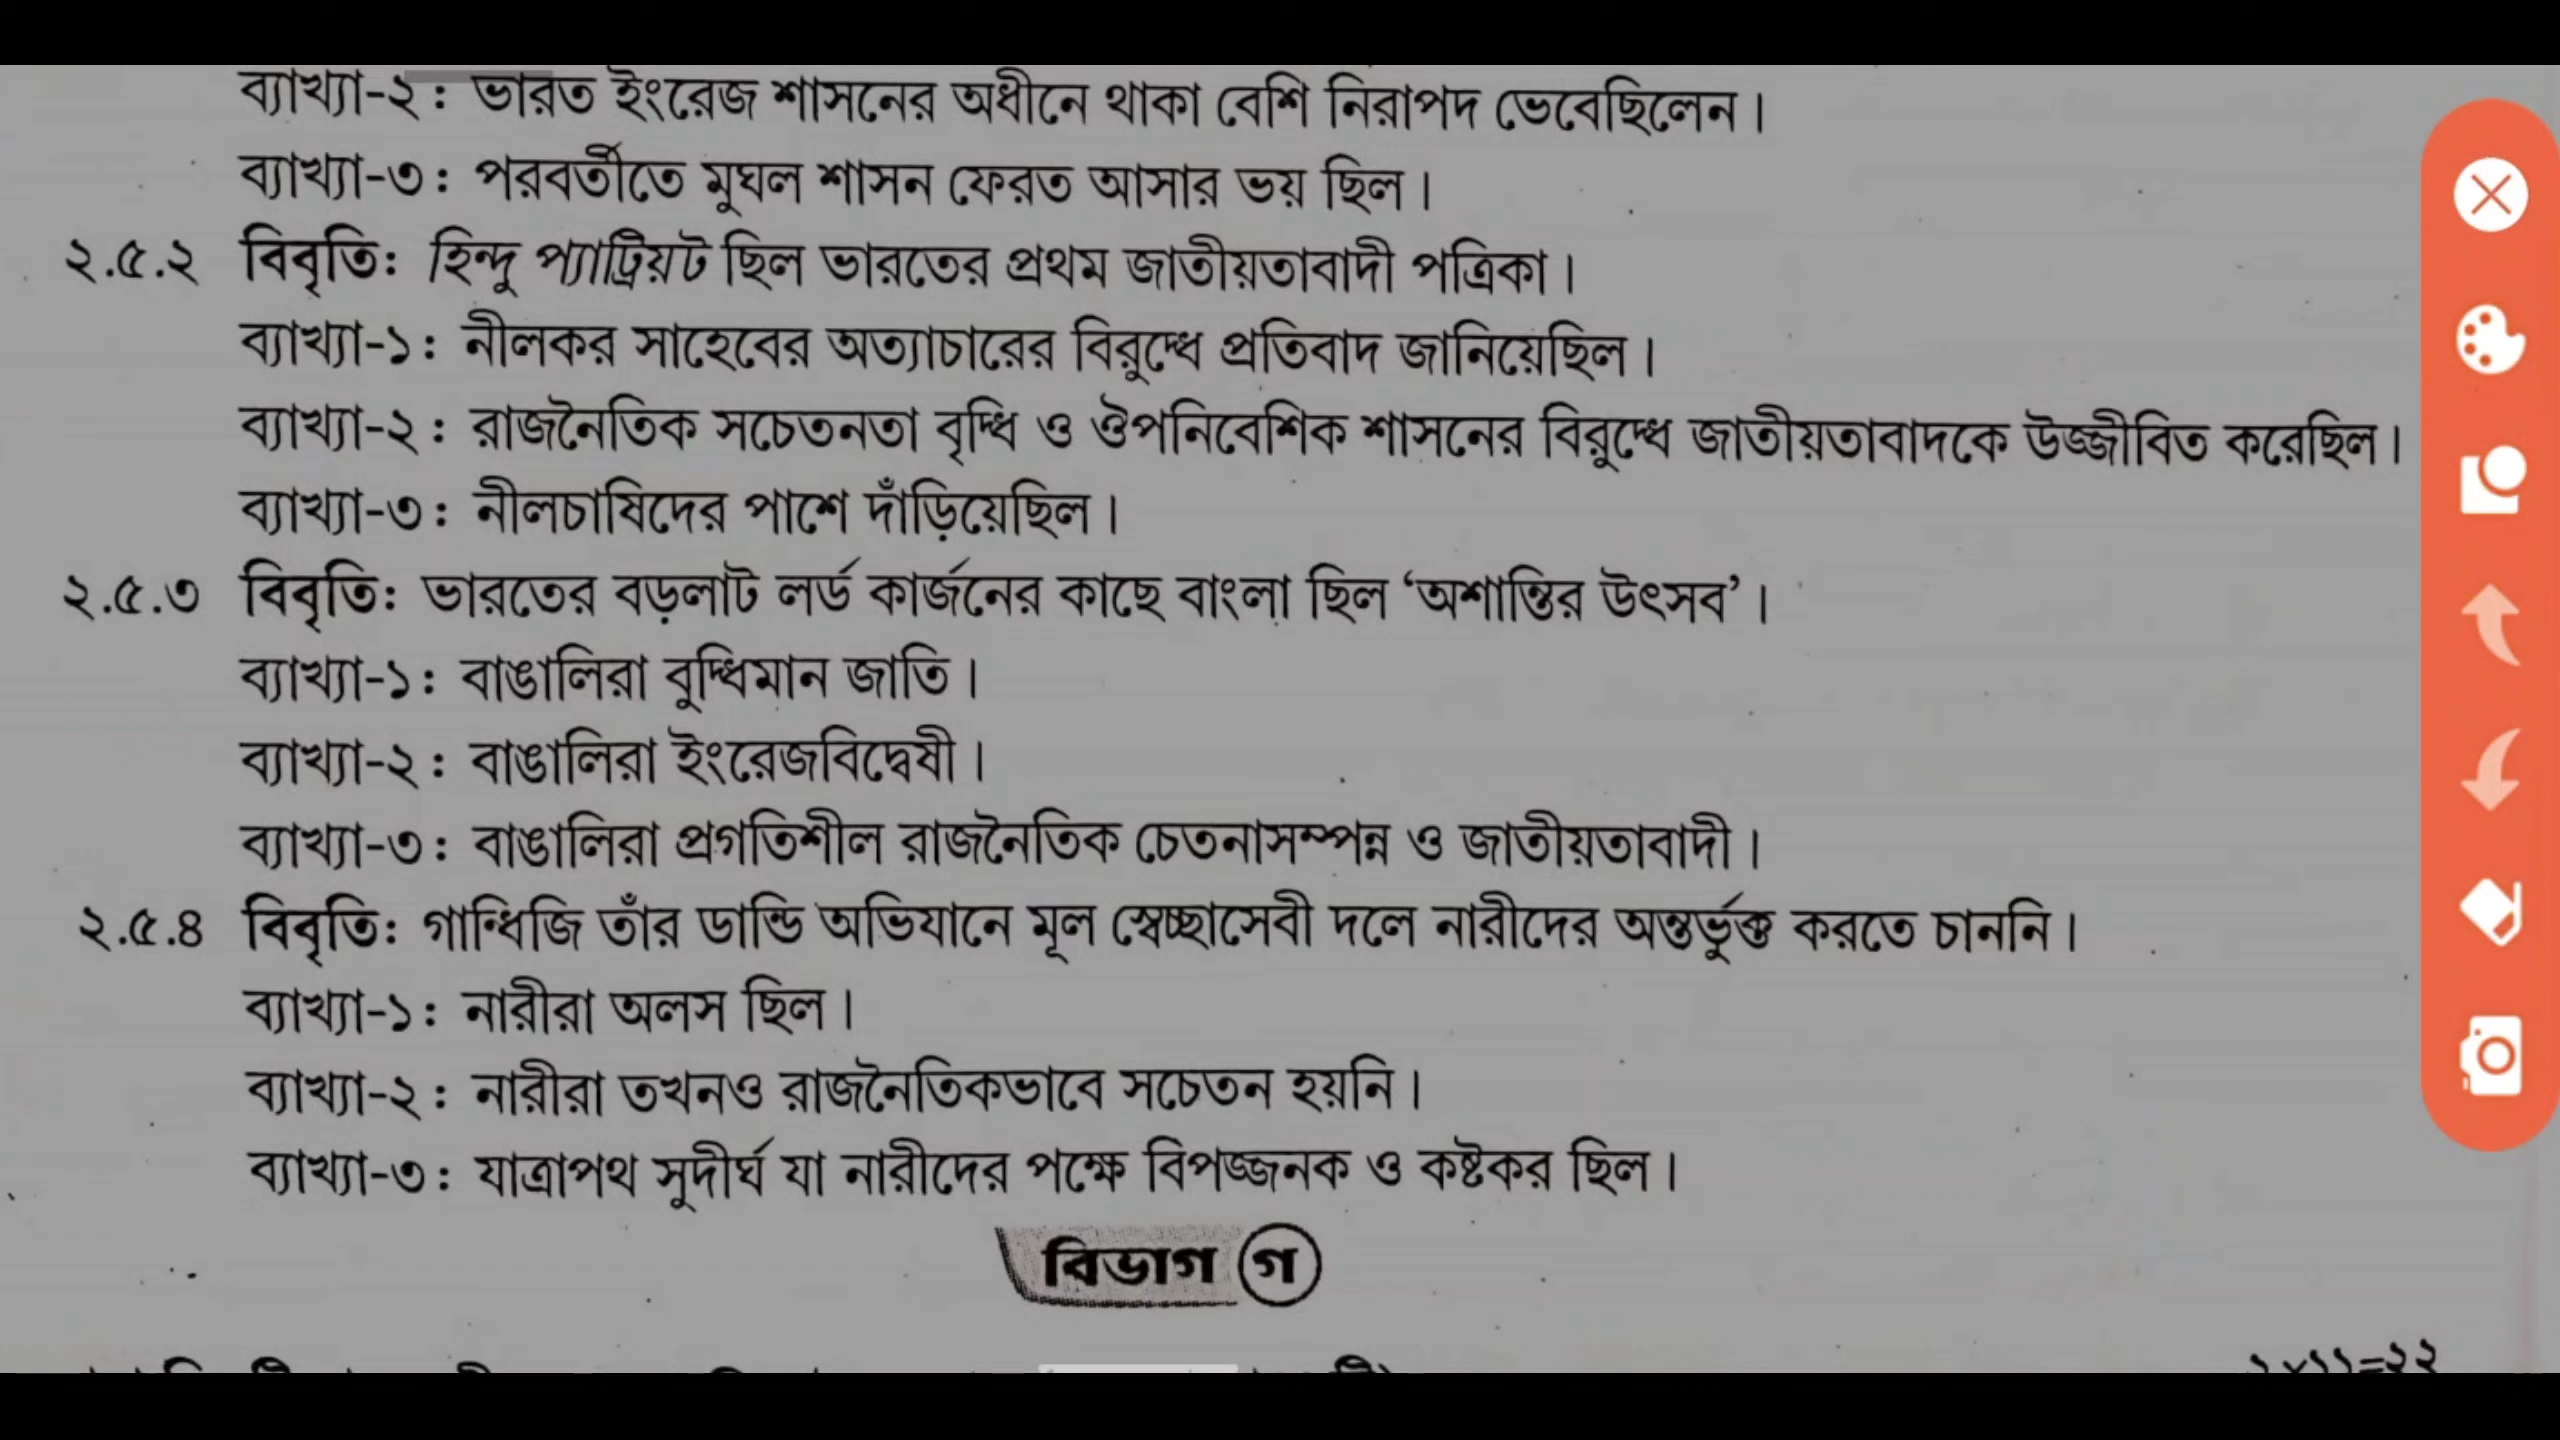 ব্যাখ্যা-২ : ভারত ইংরেজ শাসনের অধীনে থাকা বেশি নিরাপদ ভেবেছিলেন।
ব্যাখ্যা-৩ : পরবর্তীতে মুঘল শাসন ফেরত আসার ভয় ছিল।
২.৫.২ বিবৃতি: হিন্দু প্যাট্রিয়ট ছিল ভারতের প্রথম জাতীয়তাবাদী পত্রিকা।
ব্যাখ্যা-১ : নীলকর সাহেবের অত্যাচারের বিরুদ্ধে প্রতিবাদ জানিয়েছিল।
ব্যাখ্যা-২ : রাজনৈতিক সচেতনতা বৃদ্ধি ও ঔপনিবেশিক শাসনের বিরুদ্ধে জাতীয়তাবাদকে উজ্জীবিত করেছিল।
ব্যাখ্যা-৩ : নীলচাষিদের পাশে দাঁড়িয়েছিল।
২.৫.৩ বিবৃতি: ভারতের বড়লাট লর্ড কার্জনের কাছে বাংলা ছিল ‘অশান্তির উৎসব’।
ব্যাখ্যা-১ : বাঙালিরা বুদ্ধিমান জাতি।
ব্যাখ্যা-২ : বাঙালিরা ইংরেজবিদ্বেষী।
ব্যাখ্যা-৩ : বাঙালিরা প্রগতিশীল রাজনৈতিক চেতনাসম্পন্ন ও জাতীয়তাবাদী।
২.৫.৪ বিবৃতি: গান্ধিজি তাঁর ডান্ডি অভিযানে মূল স্বেচ্ছাসেবী দলে নারীদের অন্তর্ভুক্ত করতে চাননি।
ব্যাখ্যা-১ : নারীরা অলস ছিল।
ব্যাখ্যা-২ : নারীরা তখনও রাজনৈতিকভাবে সচেতন হয়নি।
ব্যাখ্যা-৩ : যাত্রাপথ সুদীর্ঘ যা নারীদের পক্ষে বিপজ্জনক ও কষ্টকর ছিল।
বিভাগ গ
২×১১=২২